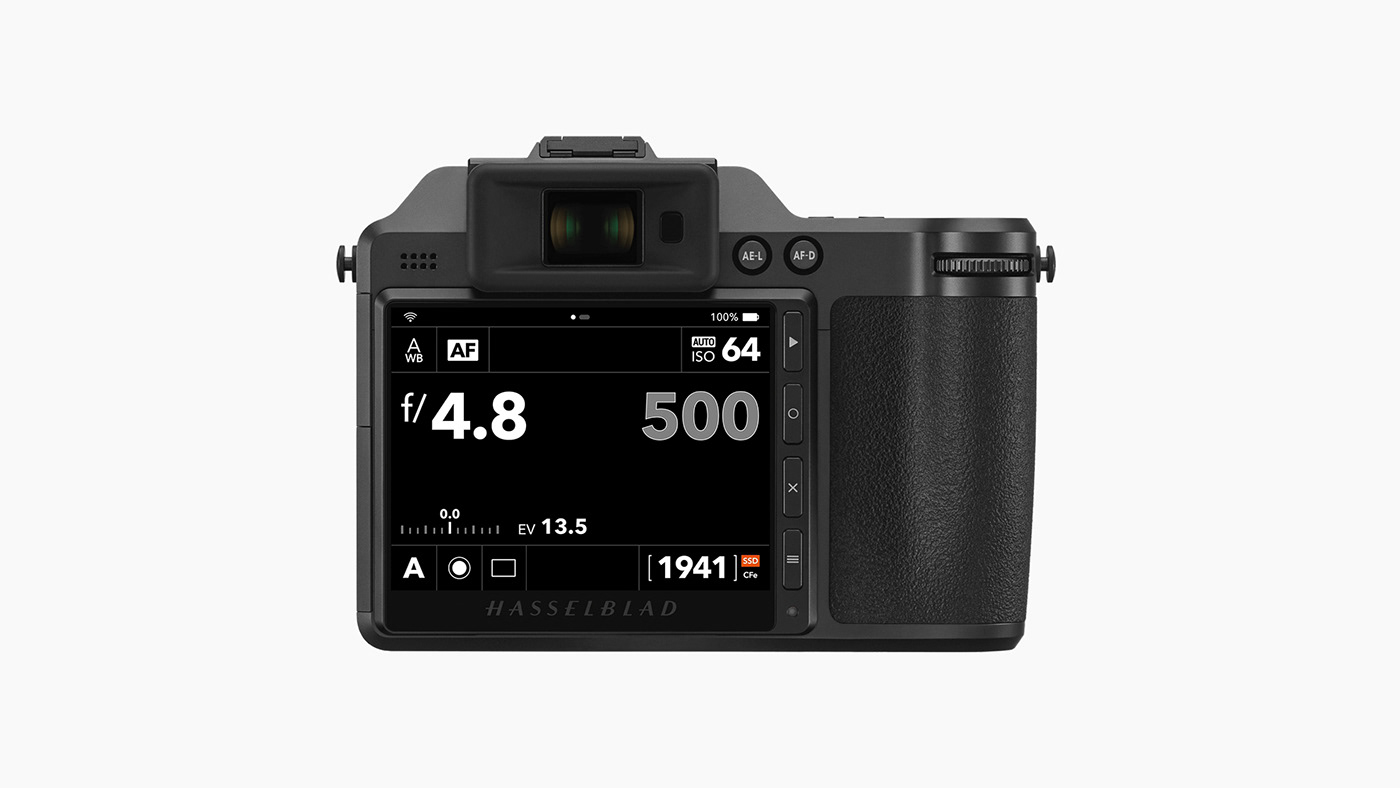 AE-L AF-D
100%
A WB AF AUTO ISO 64
f/4.8 500
0.0
EV 13.5
A [1941] SSD CFe
HASSELBLAD